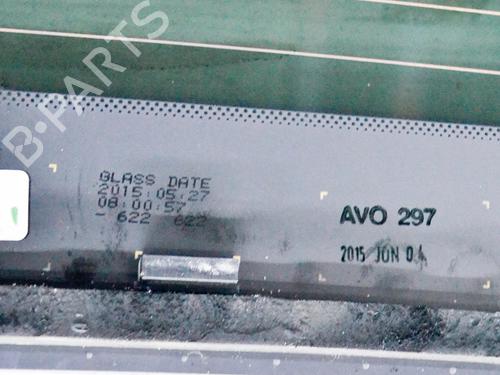 B-PARTS
GLASS DATE
2015-05-27
08:00:57
- 622 622
AVO 297
2015 JUN 04